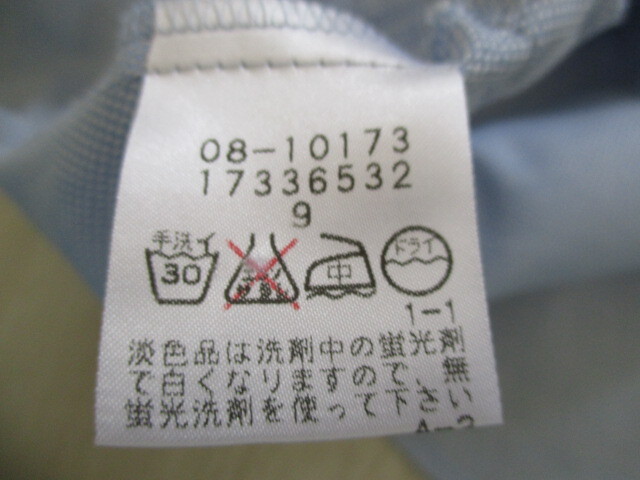 08-10173
17336532
9
手洗イ
30
中
ドライ
1-1
淡色品は洗剤中の蛍光剤
で白くなりますので、無
蛍光洗剤を使って下さい
A-2